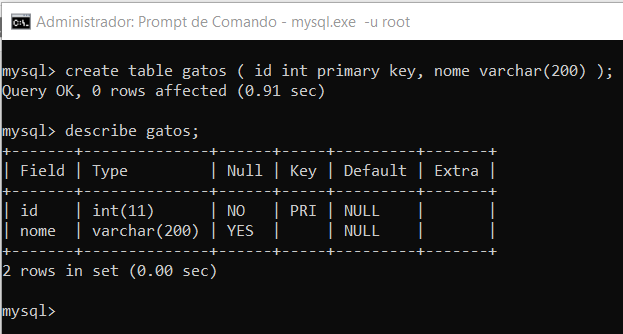 Administrador: Prompt de Comando - mysql.exe  -u root
mysql> create table gatos ( id int primary key, nome varchar(200) );
Query OK, 0 rows affected (0.91 sec)
mysql> describe gatos;
+-------+--------------+------+-----+---------+-------+
| Field | Type         | Null | Key | Default | Extra |
+-------+--------------+------+-----+---------+-------+
| id    | int(11)      | NO   | PRI | NULL    |       |
| nome  | varchar(200) | YES  |     | NULL    |       |
+-------+--------------+------+-----+---------+-------+
2 rows in set (0.00 sec)
mysql>